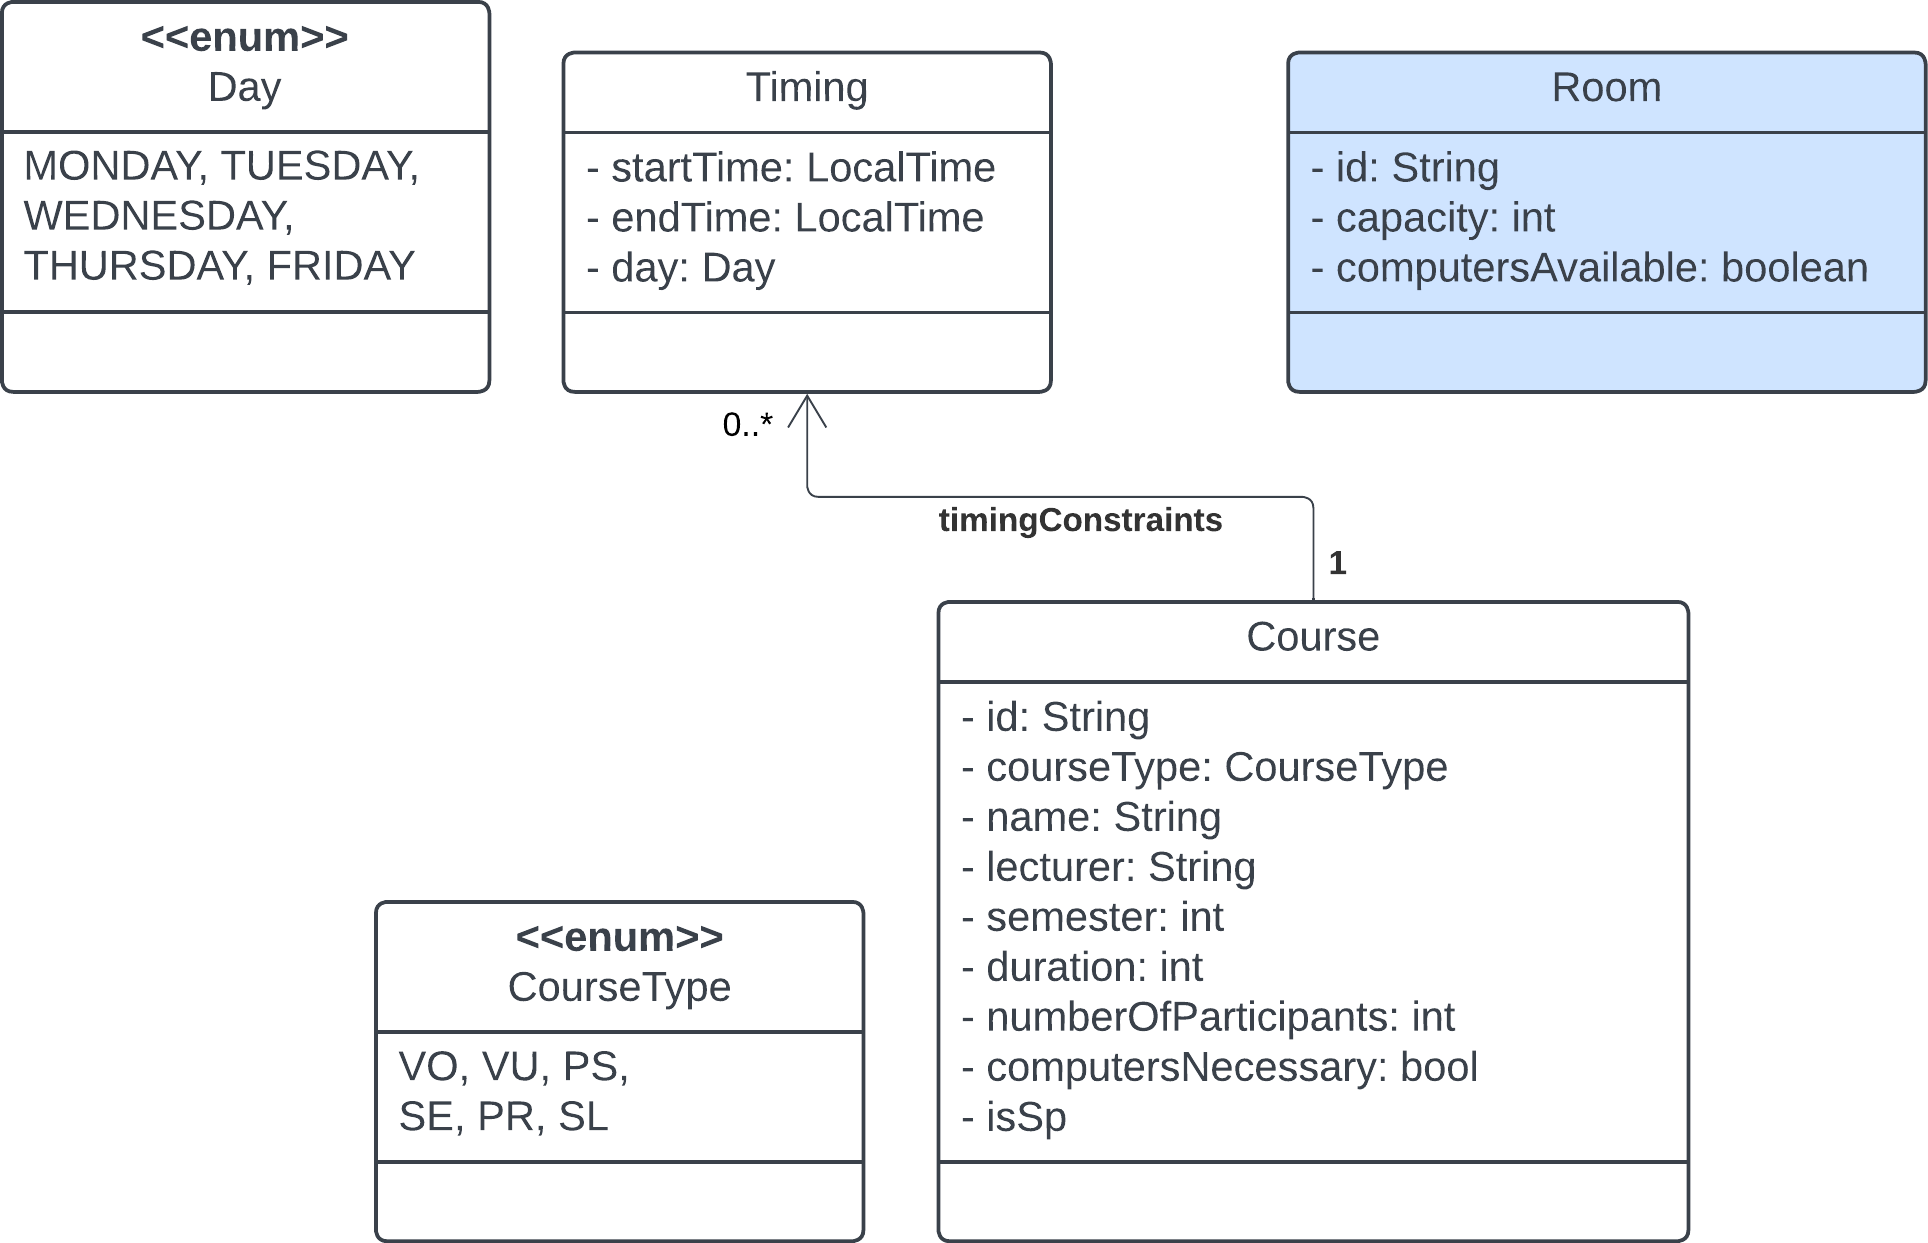 <<enum>>
Day
MONDAY, TUESDAY,
WEDNESDAY,
THURSDAY, FRIDAY
Timing
- startTime: LocalTime
- endTime: LocalTime
- day: Day
Room
- id: String
- capacity: int
- computersAvailable: boolean
0..*
timingConstraints
1
Course
- id: String
- courseType: CourseType
- name: String
- lecturer: String
- semester: int
- duration: int
- numberOfParticipants: int
- computersNecessary: bool
- isSp
<<enum>>
CourseType
VO, VU, PS,
SE, PR, SL